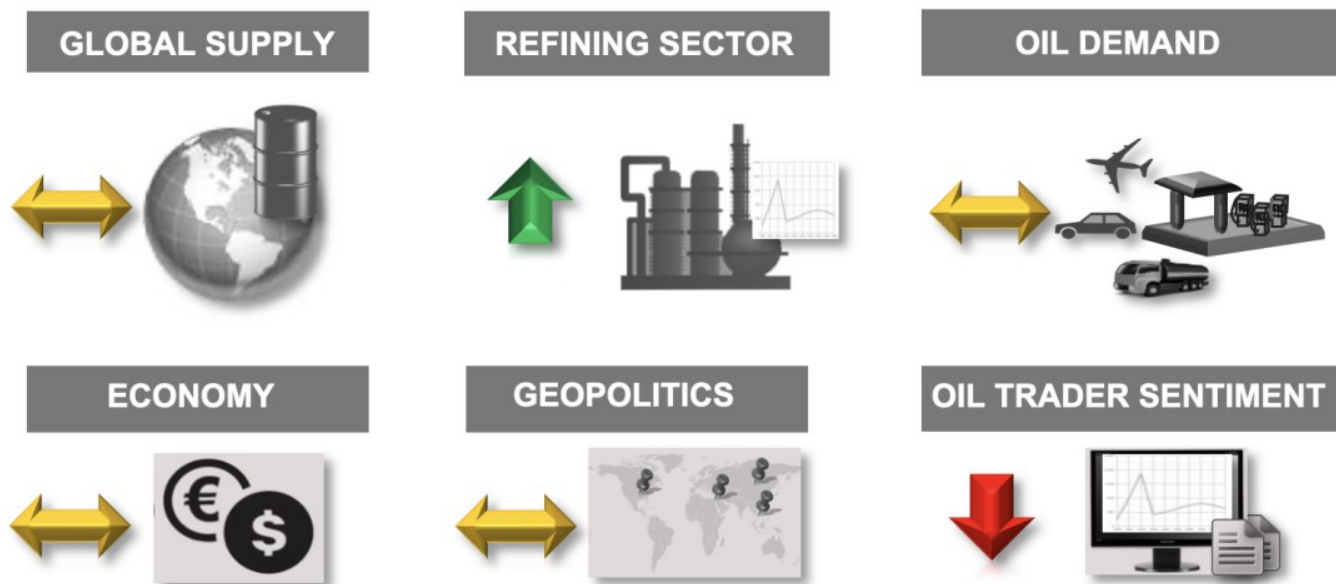 GLOBAL SUPPLY
REFINING SECTOR
OIL DEMAND
ECONOMY
GEOPOLITICS
OIL TRADER SENTIMENT
€
$